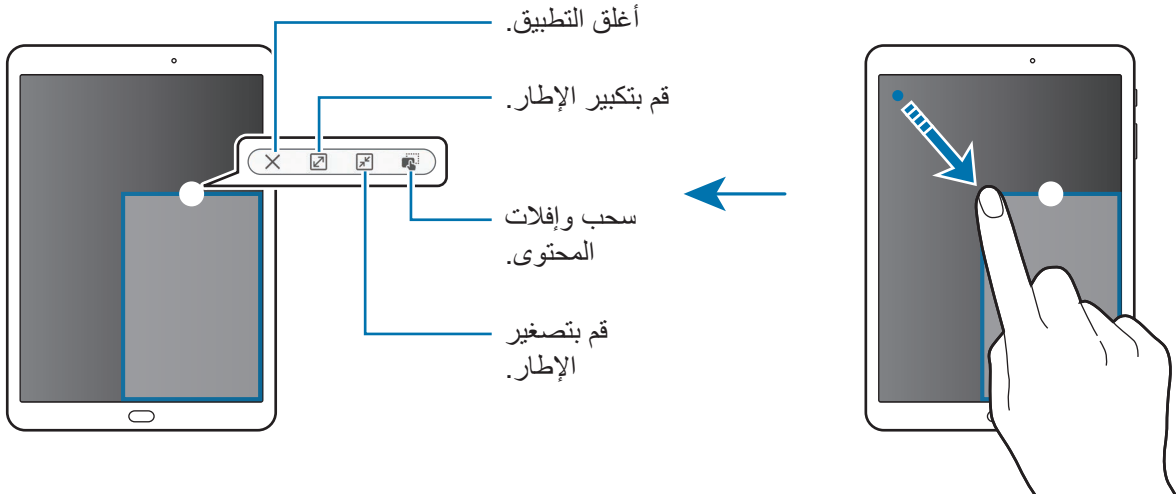 أغلق التطبيق.
قم بتكبير الإطار.
سحب وإفلات
المحتوى.
قم بتصغير
الإطار.